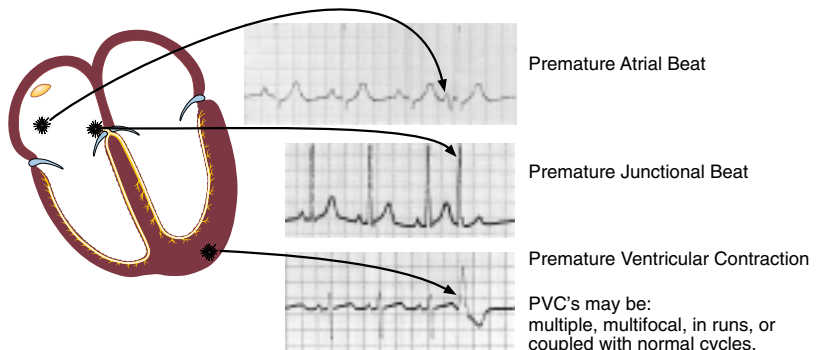 Premature Atrial Beat
Premature Junctional Beat
Premature Ventricular Contraction
PVC's may be:
multiple, multifocal, in runs, or
coupled with normal cycles.